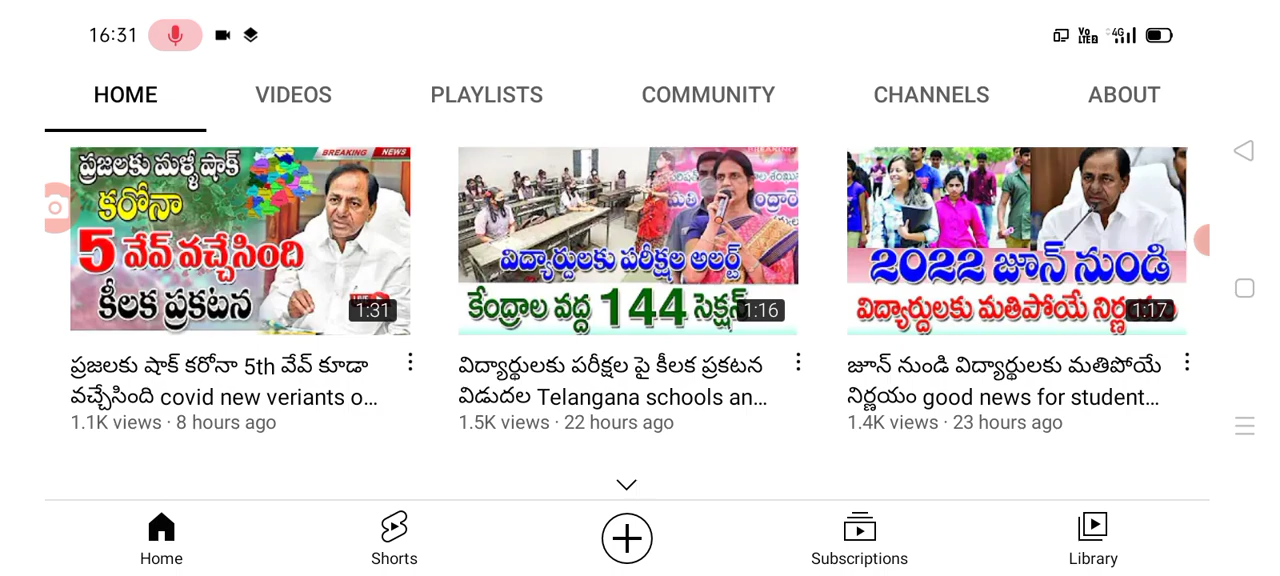 16:31
VoLTE2 4G
HOME VIDEOS PLAYLISTS COMMUNITY CHANNELS ABOUT
BREAKING NEWS
ప్రజలకు మళ్ళీ షాక్
కరోనా
5 వేవ్ వచ్చేసింది
కీలక ప్రకటన
1:31
విద్యార్దులకు పరీక్షల అలర్ట్
కేంద్రాల వద్ద 144 సెక్షన్
1:16
2022 జూన్ నుండి
విద్యార్దులకు మతిపోయే
1:17
ప్రజలకు షాక్ కరోనా 5th వేవ్ కూడా
వచ్చేసింది covid new veriants o...
1.1K views · 8 hours ago
విద్యార్థులకు పరీక్షల పై కీలక ప్రకటన
విడుదల Telangana schools an...
1.5K views · 22 hours ago
జూన్ నుండి విద్యార్థులకు మతిపోయే
నిర్ణయం good news for student...
1.4K views · 23 hours ago
Home Shorts Subscriptions Library